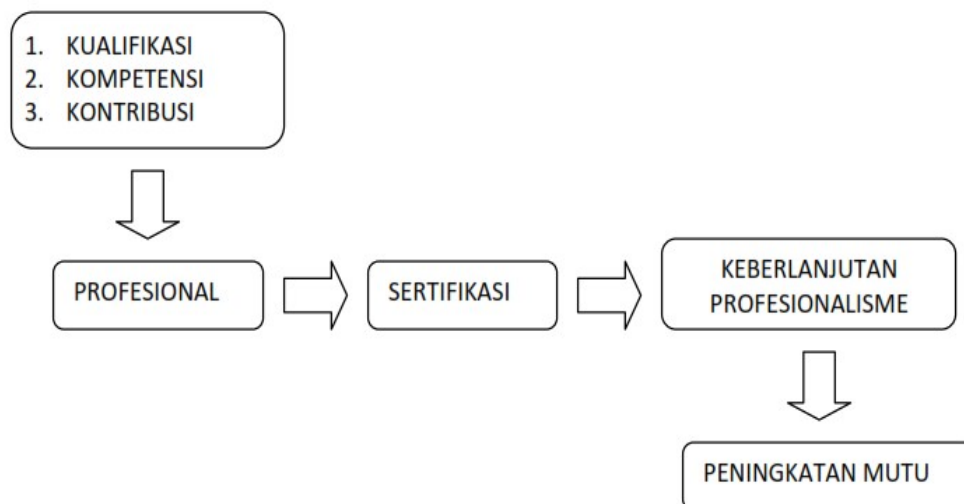 1. KUALIFIKASI
2. KOMPETENSI
3. KONTRIBUSI
PROFESIONAL
SERTIFIKASI
KEBERLANJUTAN
PROFESIONALISME
PENINGKATAN MUTU